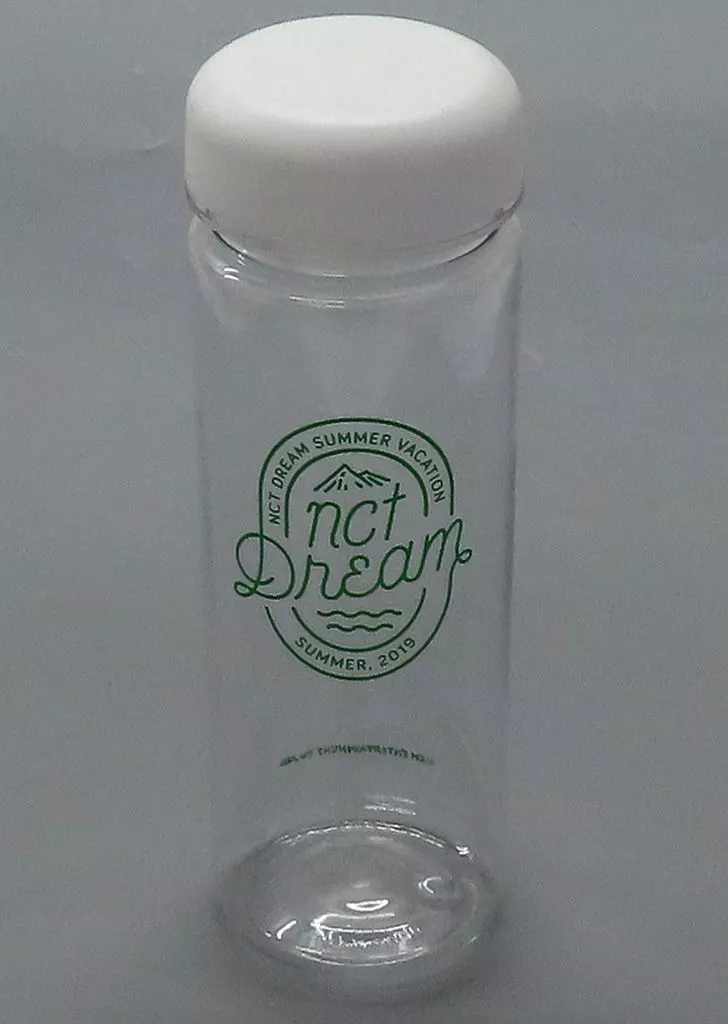 NCT DREAM SUMMER VACATION
nct
Dream
SUMMER, 2019